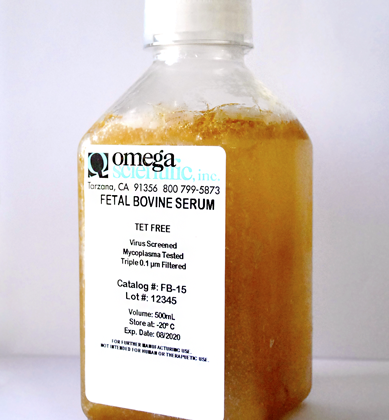 omega
scientific, inc.
Tarzana, CA 91356 800 799-5873
FETAL BOVINE SERUM
TET FREE
Virus Screened
Mycoplasma Tested
Triple 0.1 µm Filtered
Catalog #: FB-15
Lot #: 12345
Volume: 500mL
Store at: -20º C
Exp. Date: 08/2020
FOR FURTHER MANUFACTURING USE.
NOT INTENDED FOR HUMAN OR THERAPEUTIC USE.